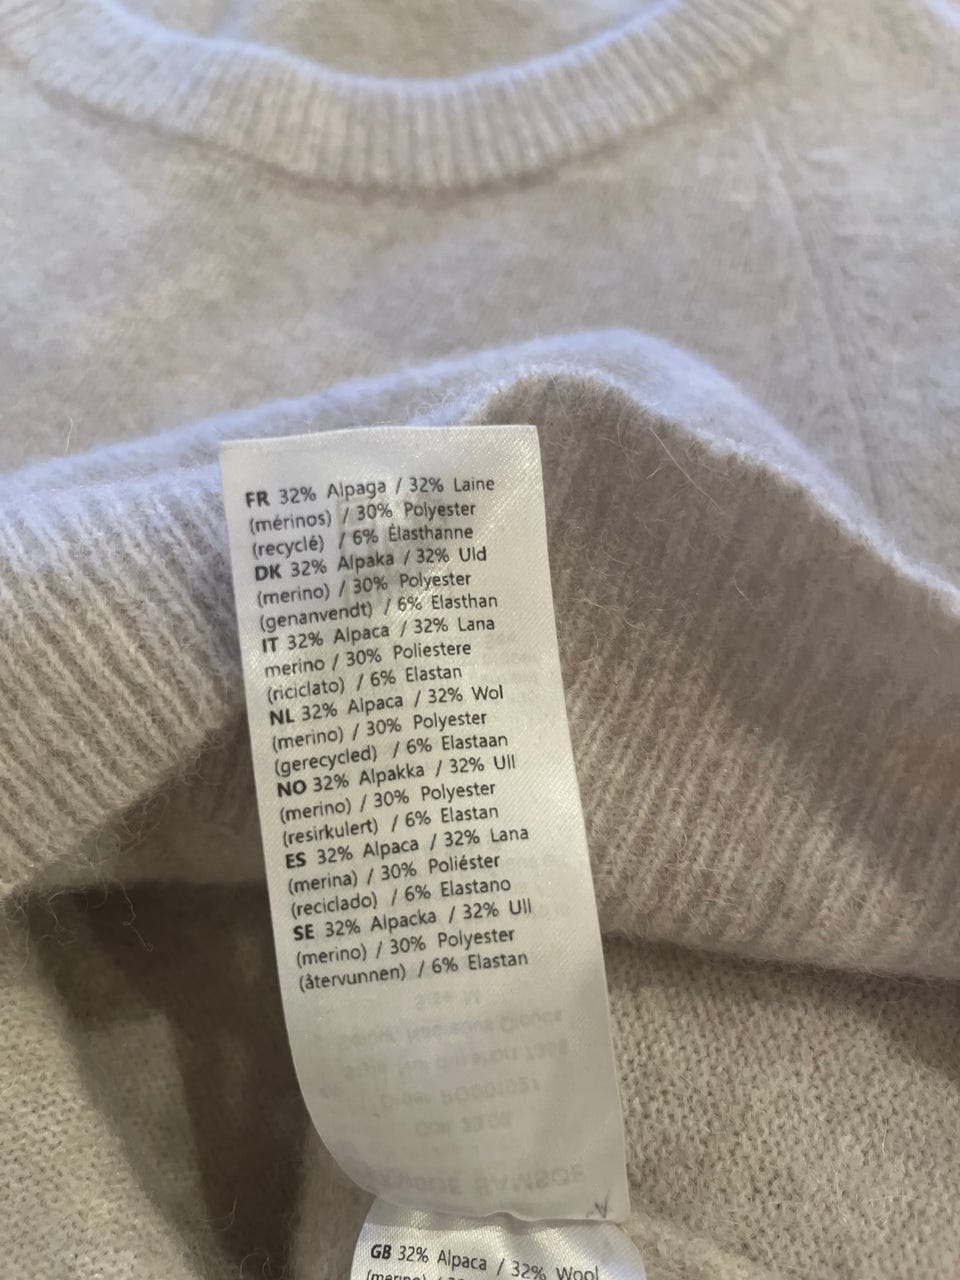 FR 32% Alpaga / 32% Laine
(mérinos) / 30% Polyester
(recyclé) / 6% Élasthanne
DK 32% Alpaka / 32% Uld
(merino) / 30% Polyester
(genanvendt) / 6% Elasthan
IT 32% Alpaca / 32% Lana
merino / 30% Poliestere
(riciclato) / 6% Elastan
NL 32% Alpaca / 32% Wol
(merino) / 30% Polyester
(gerecycled) / 6% Elastaan
NO 32% Alpakka / 32% Ull
(merino) / 30% Polyester
(resirkulert) / 6% Elastan
ES 32% Alpaca / 32% Lana
(merina) / 30% Poliéster
(reciclado) / 6% Elastano
SE 32% Alpacka / 32% Ull
(merino) / 30% Polyester
(återvunnen) / 6% Elastan
GB 32% Alpaca / 32% Wool
(merino)